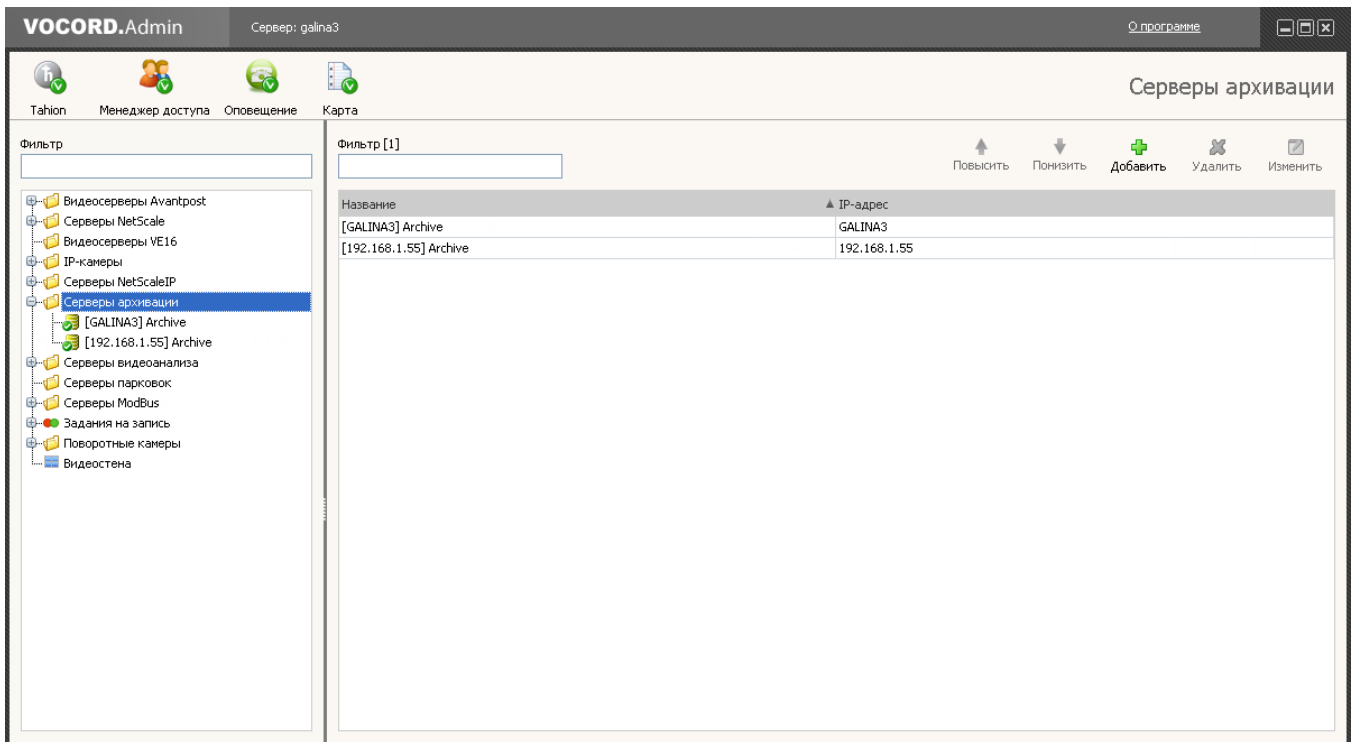 VOCORD.Admin Сервер: galina3 О программе
Tahion Менеджер доступа Оповещение Карта Серверы архивации
Фильтр
Видеосерверы Avantpost
Серверы NetScale
Видеосерверы VE16
IP-камеры
Серверы NetScaleIP
Серверы архивации
[GALINA3] Archive
[192.168.1.55] Archive
Серверы видеоанализа
Серверы парковок
Серверы ModBus
Задания на запись
Поворотные камеры
Видеостена
Фильтр [1]
Повысить Понизить Добавить Удалить Изменить
Название IP-адрес
[GALINA3] Archive GALINA3
[192.168.1.55] Archive 192.168.1.55